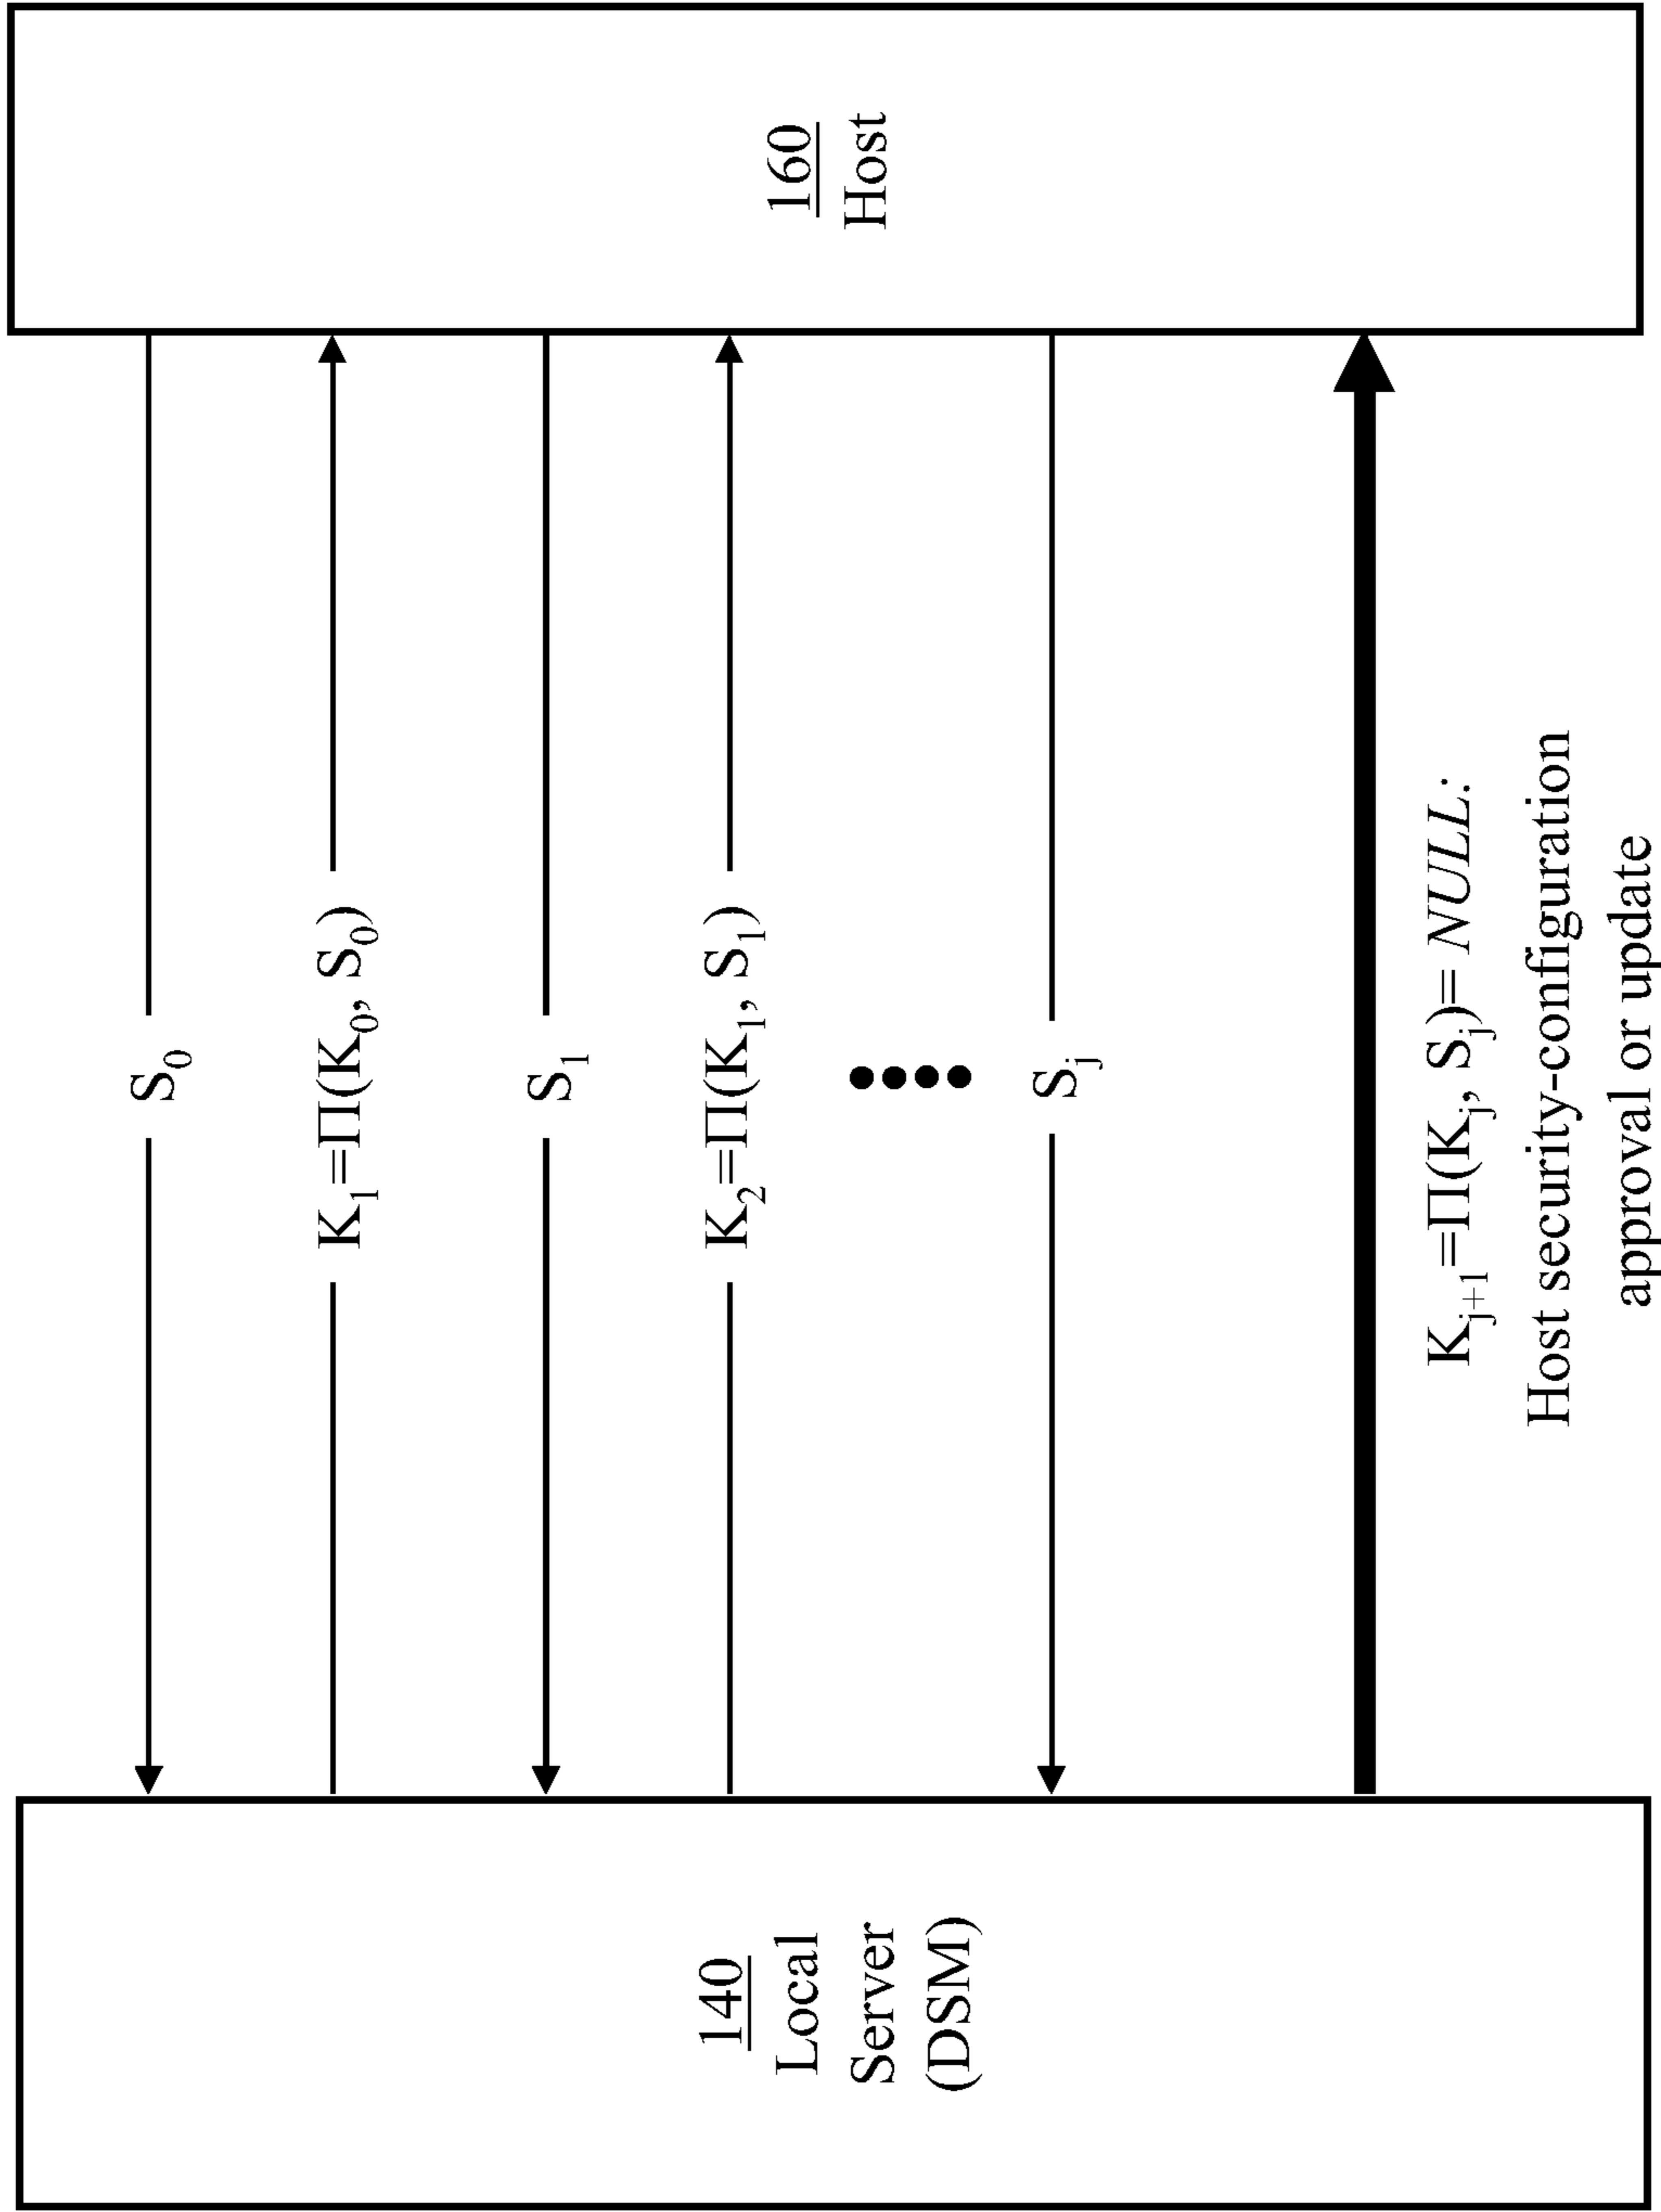 140
Local
Server
(DSM)
S₀
K₁=Π(K₀, S₀)
S₁
K₂=Π(K₁, S₁)
Sⱼ
Kⱼ₊₁=Π(Kⱼ, Sⱼ)= NULL:
Host security-configuration
approval or update
160
Host